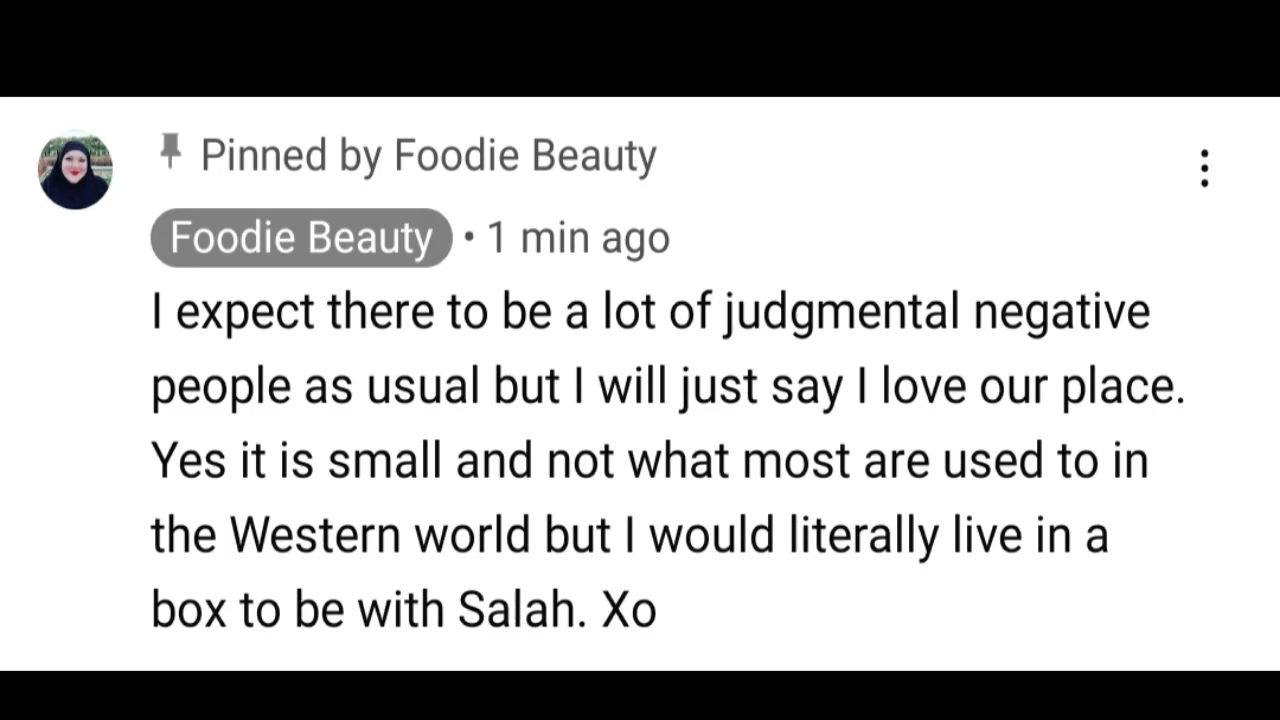 Pinned by Foodie Beauty
Foodie Beauty • 1 min ago
I expect there to be a lot of judgmental negative
people as usual but I will just say I love our place.
Yes it is small and not what most are used to in
the Western world but I would literally live in a
box to be with Salah. Xo